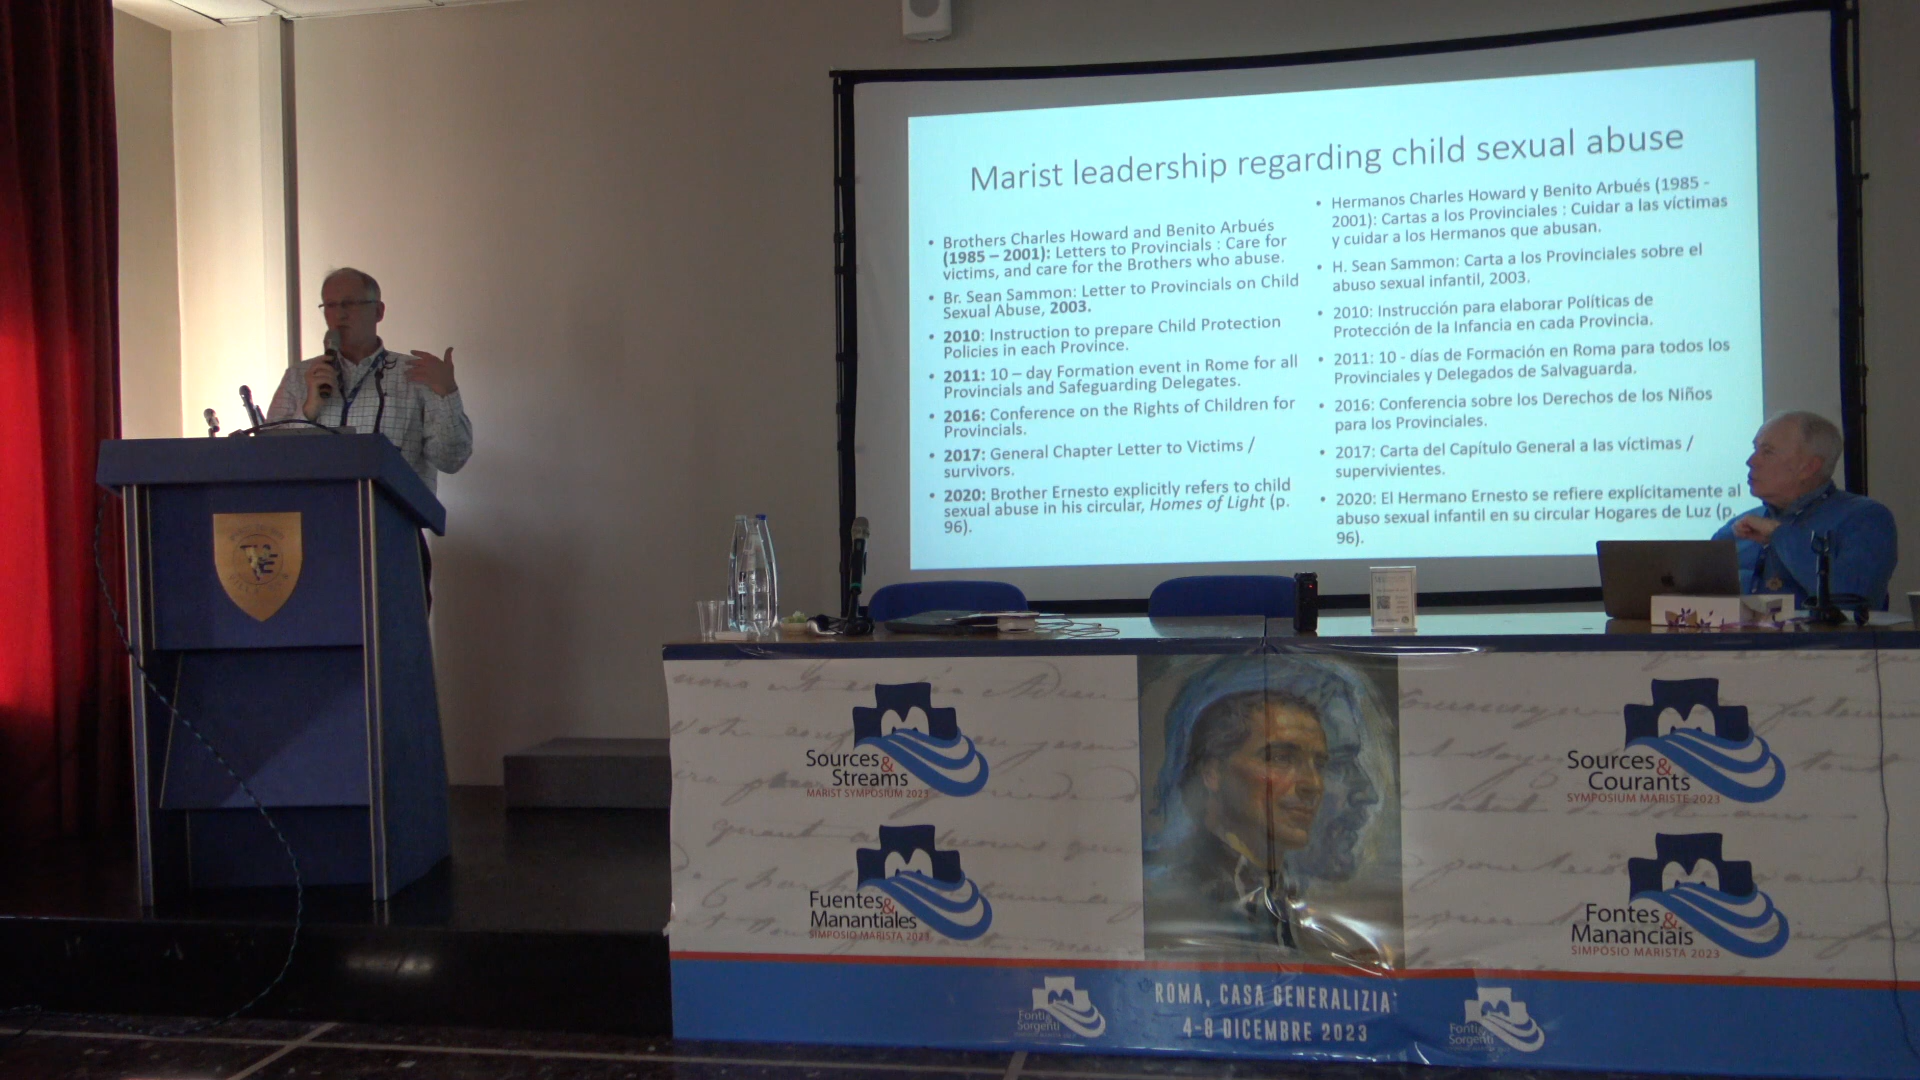 Marist leadership regarding child sexual abuse
• Brothers Charles Howard and Benito Arbués
(1985 – 2001): Letters to Provincials : Care for
victims, and care for the Brothers who abuse.
• Br. Sean Sammon: Letter to Provincials on Child
Sexual Abuse, 2003.
• 2010: Instruction to prepare Child Protection
Policies in each Province.
• 2011: 10 – day Formation event in Rome for all
Provincials and Safeguarding Delegates.
• 2016: Conference on the Rights of Children for
Provincials.
• 2017: General Chapter Letter to Victims /
survivors.
• 2020: Brother Ernesto explicitly refers to child
sexual abuse in his circular, Homes of Light (p.
96).
• Hermanos Charles Howard y Benito Arbués (1985 -
2001): Cartas a los Provinciales : Cuidar a las víctimas
y cuidar a los Hermanos que abusan.
• H. Sean Sammon: Carta a los Provinciales sobre el
abuso sexual infantil, 2003.
• 2010: Instrucción para elaborar Políticas de
Protección de la Infancia en cada Provincia.
• 2011: 10 - días de Formación en Roma para todos los
Provinciales y Delegados de Salvaguarda.
• 2016: Conferencia sobre los Derechos de los Niños
para los Provinciales.
• 2017: Carta del Capítulo General a las víctimas /
supervivientes.
• 2020: El Hermano Ernesto se refiere explícitamente al
abuso sexual infantil en su circular Hogares de Luz (p.
96).
Sources &
Streams
MARIST SYMPOSIUM 2023
Sources &
Courants
SYMPOSIUM MARISTE 2023
Fuentes &
Manantiales
SIMPOSIO MARISTA 2023
Fontes &
Mananciais
SIMPOSIO MARISTA 2023
ROMA, CASA GENERALIZIA
4-8 DICEMBRE 2023
Fonti &
Sorgenti
Fonti &
Sorgenti